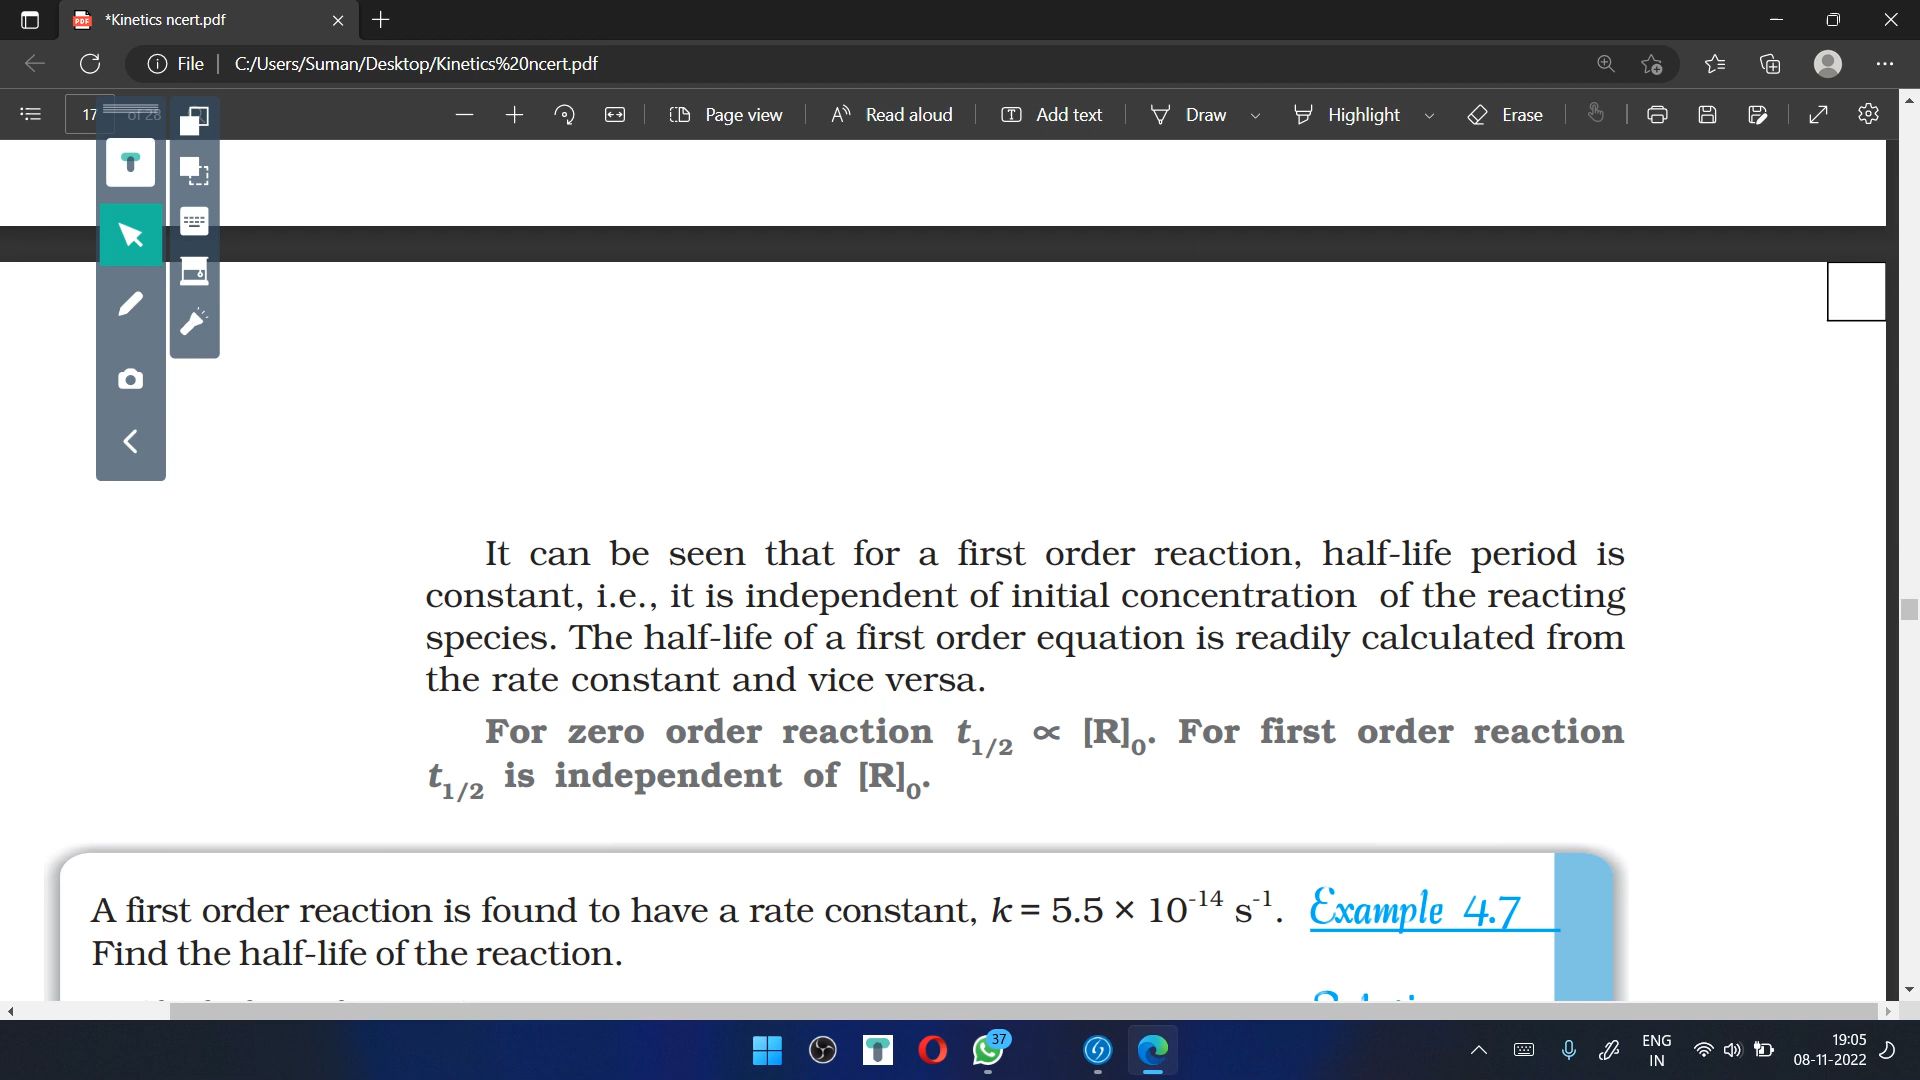 *Kinetics ncert.pdf
File C:/Users/Suman/Desktop/Kinetics%20ncert.pdf
17 of 28 Page view Read aloud Add text Draw Highlight Erase
It can be seen that for a first order reaction, half-life period is
constant, i.e., it is independent of initial concentration of the reacting
species. The half-life of a first order equation is readily calculated from
the rate constant and vice versa.
For zero order reaction t1/2 ∝ [R]0. For first order reaction
t1/2 is independent of [R]0.
A first order reaction is found to have a rate constant, k = 5.5 × 10-14 s-1. Example 4.7
Find the half-life of the reaction.
37
ENG
IN
19:05
08-11-2022